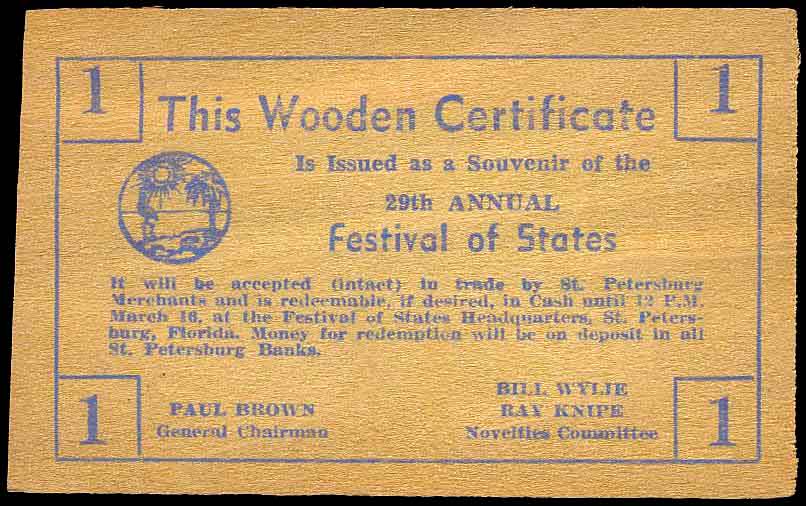 1 1
This Wooden Certificate
Is Issued as a Souvenir of the
29th ANNUAL
Festival of States
It will be accepted (intact) in trade by St. Petersburg
Merchants and is redeemable, if desired, in Cash until 12 P.M.
March 16, at the Festival of States Headquarters, St. Peters-
burg, Florida. Money for redemption will be on deposit in all
St. Petersburg Banks.
PAUL BROWN
General Chairman
BILL WYLIE
RAY KNIPE
Novelties Committee
1 1